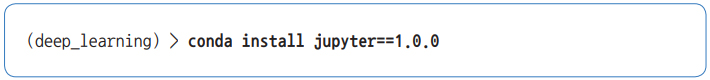 (deep_learning) > conda install jupyter==1.0.0